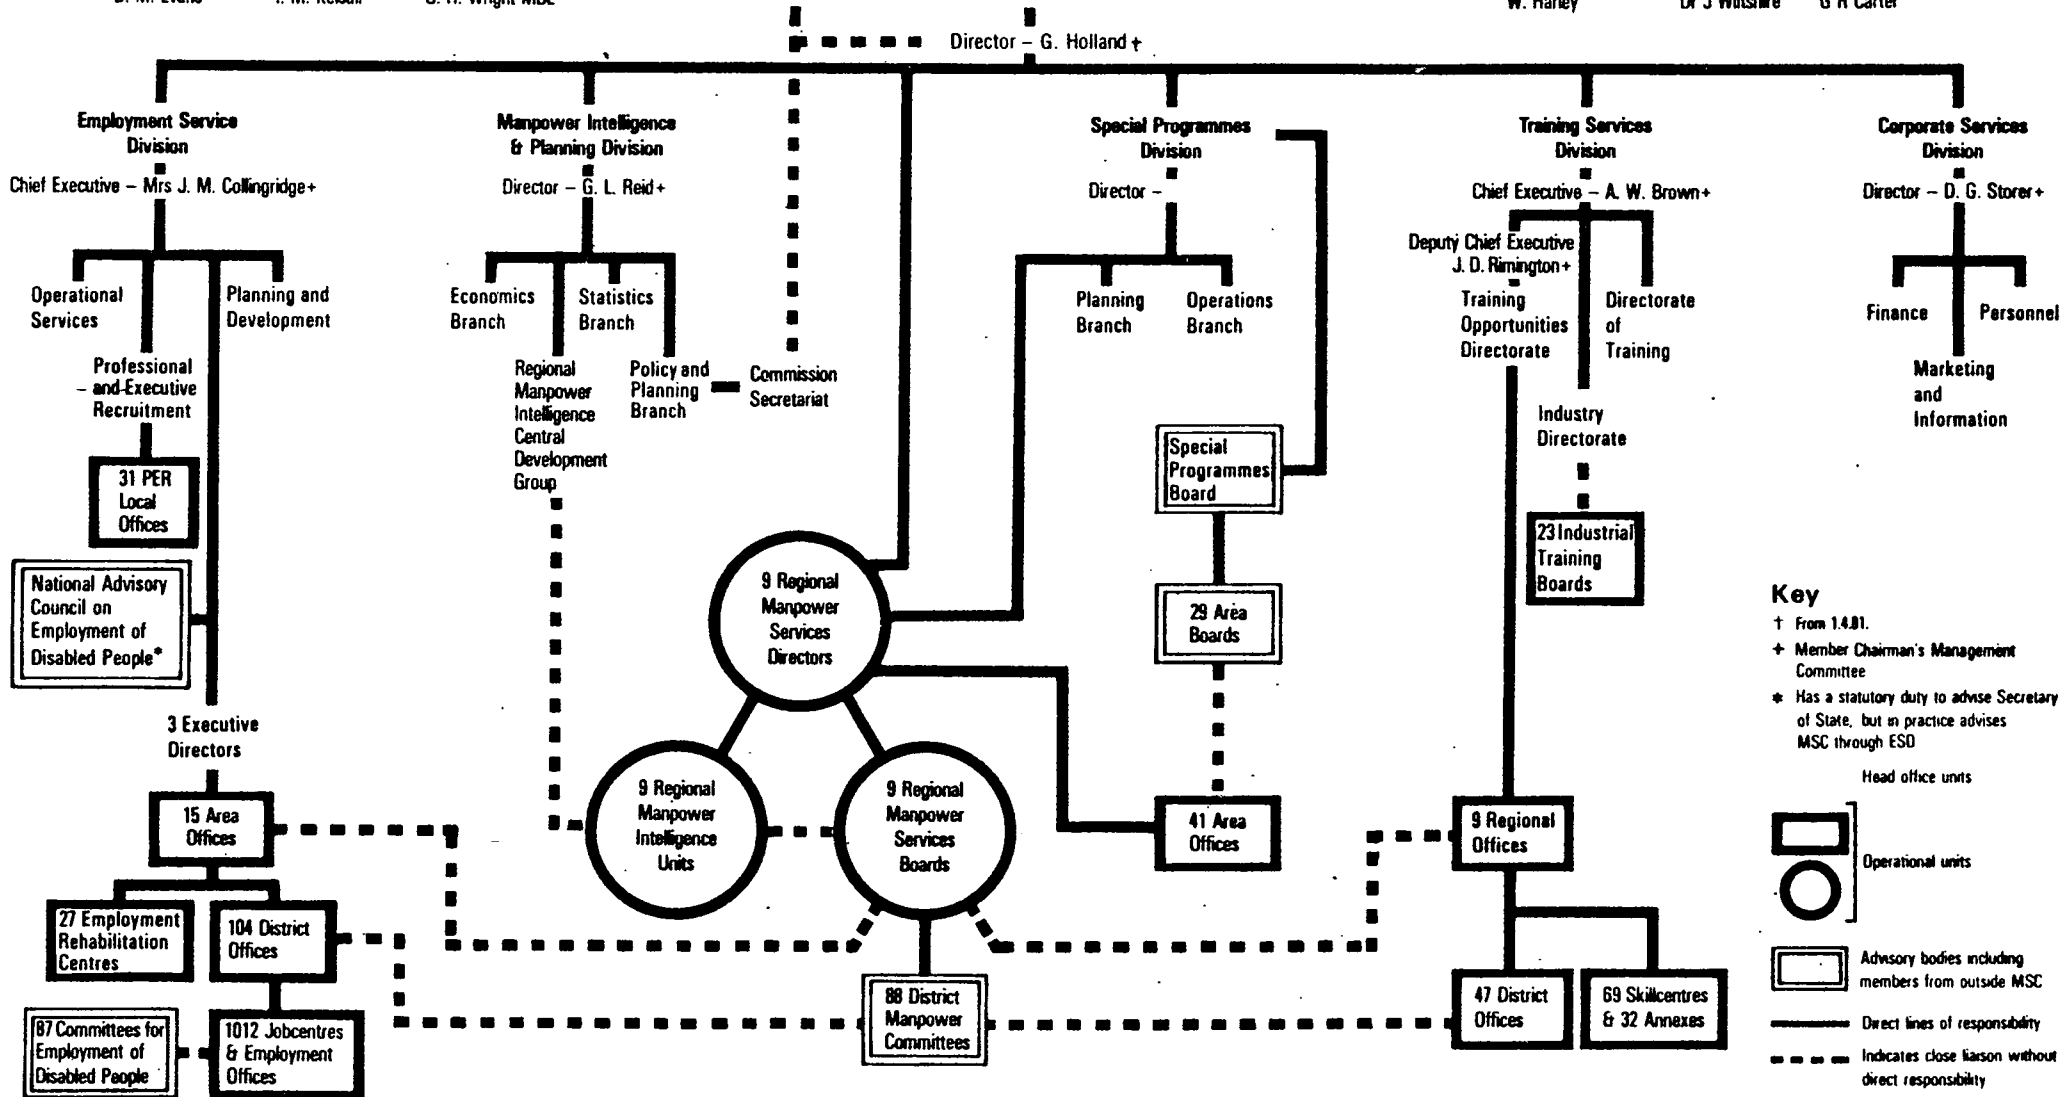 W. Harley
Dr J Wiltshire
G R Carter
Director – G. Holland †
Employment Service
Division
Chief Executive – Mrs J. M. Collingridge+
Operational
Services
Planning and
Development
Professional
– and-Executive
Recruitment
31 PER
Local
Offices
National Advisory
Council on
Employment of
Disabled People*
3 Executive
Directors
15 Area
Offices
27 Employment
Rehabilitation
Centres
104 District
Offices
87 Committees for
Employment of
Disabled People
1012 Jobcentres
& Employment
Offices
Manpower Intelligence
& Planning Division
Director – G. L. Reid+
Economics
Branch
Statistics
Branch
Regional
Manpower
Intelligence
Central
Development
Group
Policy and
Planning
Branch
Commission
Secretariat
9 Regional
Manpower
Services
Directors
9 Regional
Manpower
Intelligence
Units
9 Regional
Manpower
Services
Boards
88 District
Manpower
Committees
Special Programmes
Division
Director –
Planning
Branch
Operations
Branch
Special
Programmes
Board
29 Area
Boards
41 Area
Offices
Training Services
Division
Chief Executive – A. W. Brown+
Deputy Chief Executive
J. D. Rimington+
Training
Opportunities
Directorate
Directorate
of
Training
Industry
Directorate
23 Industrial
Training
Boards
9 Regional
Offices
47 District
Offices
69 Skillcentres
& 32 Annexes
Corporate Services
Division
Director – D. G. Storer+
Finance
Personnel
Marketing
and
Information
Key
† From 1.4.81.
+ Member Chairman's Management
Committee
* Has a statutory duty to advise Secretary
of State, but in practice advises
MSC through ESD
Head office units
Operational units
Advisory bodies including
members from outside MSC
Direct lines of responsibility
Indicates close liaison without
direct responsibility